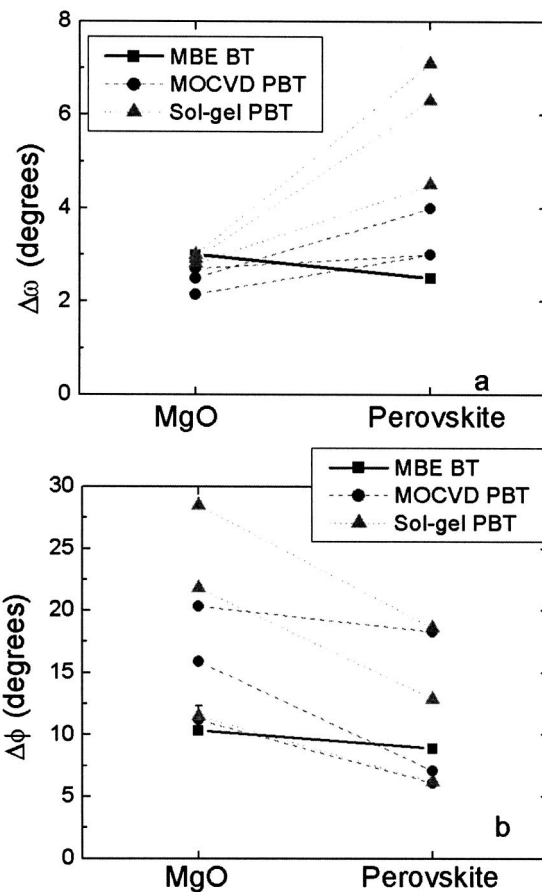 8
MBE BT
MOCVD PBT
Sol-gel PBT
6
4
2
0
Δω (degrees)
a
MgO Perovskite
MBE BT
MOCVD PBT
Sol-gel PBT
30
25
20
15
10
5
0
Δϕ (degrees)
b
MgO Perovskite